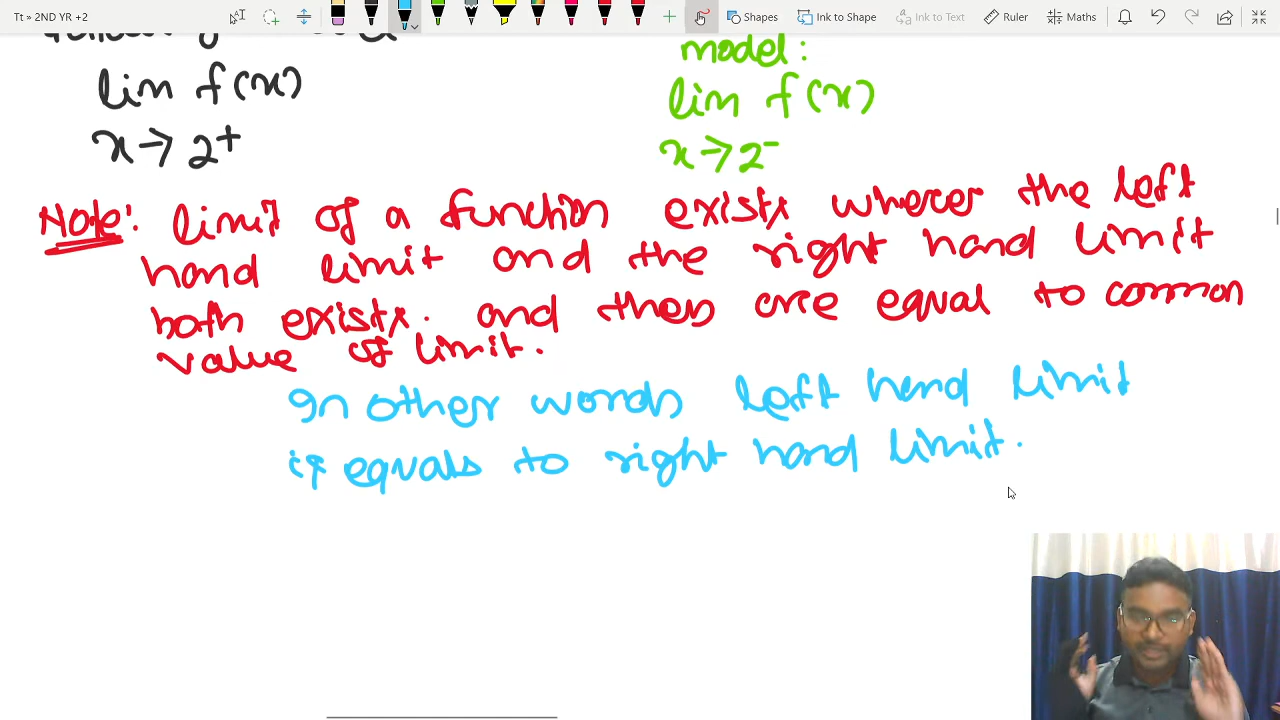 Tt » 2ND YR +2
Shapes
Ink to Shape
Ink to Text
Ruler
Maths
model:
lim f(x)
x→2+
lim f(x)
x→2-
Note: limit of a function exists wherer the left
hand limit and the right hand limit
both exists. and they are equal to common
value of limit.
In other words left hand limit
is equals to right hand limit.